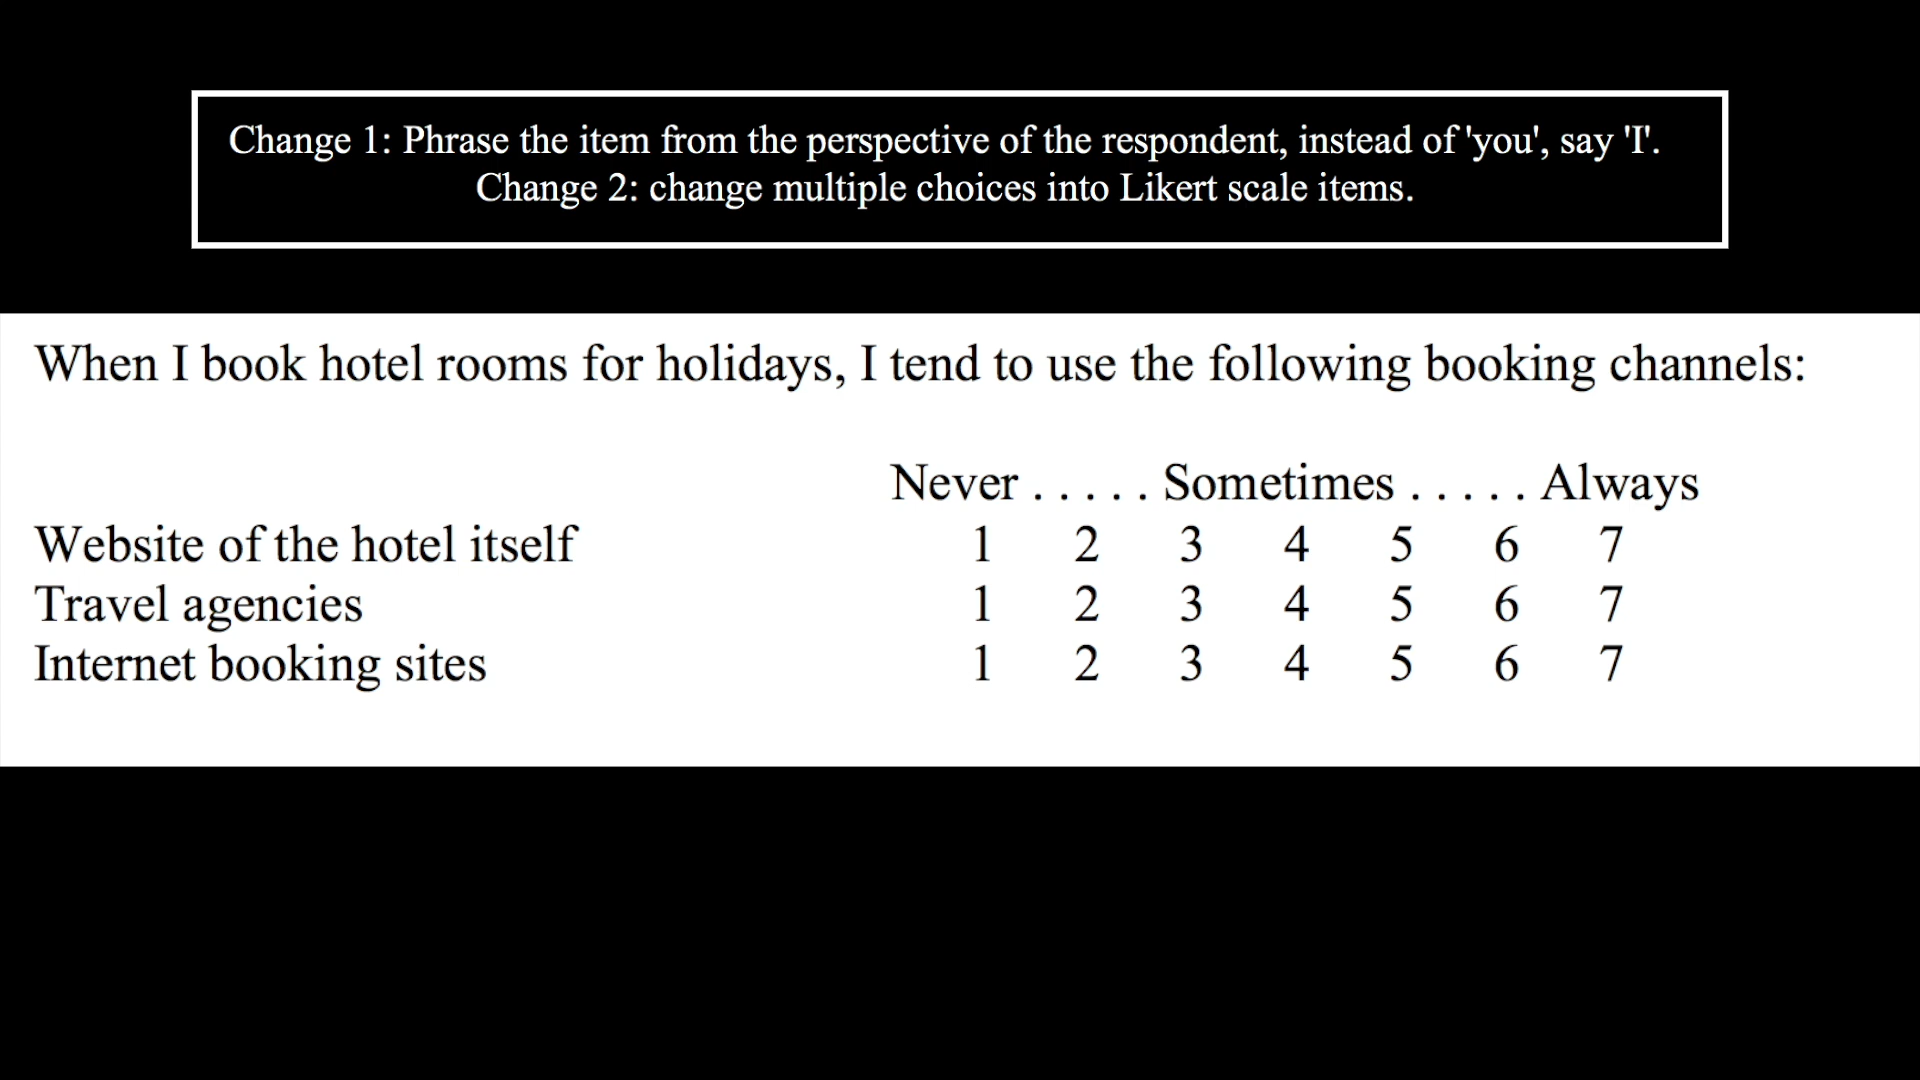 Change 1: Phrase the item from the perspective of the respondent, instead of 'you', say 'I'.
Change 2: change multiple choices into Likert scale items.
When I book hotel rooms for holidays, I tend to use the following booking channels:
Never . . . . . Sometimes . . . . . Always
Website of the hotel itself 1 2 3 4 5 6 7
Travel agencies 1 2 3 4 5 6 7
Internet booking sites 1 2 3 4 5 6 7